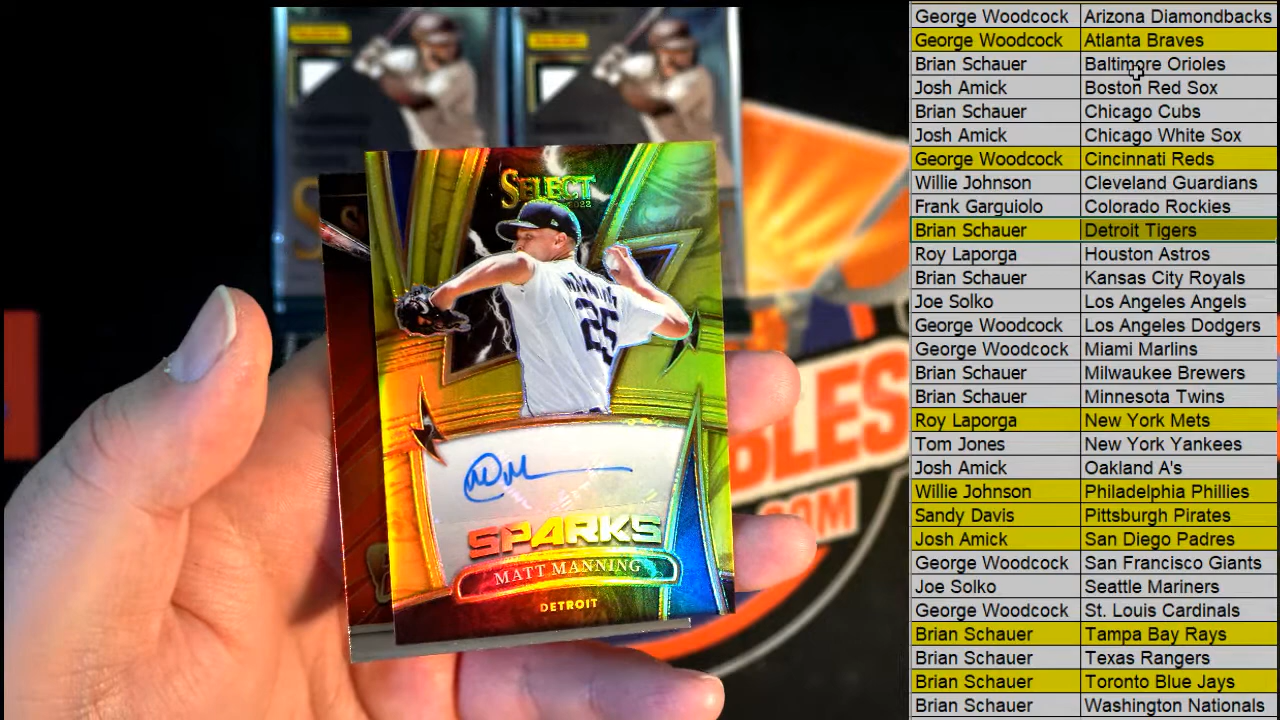 SELECT
2022
MANNING
25
SPARKS
MATT MANNING
DETROIT
BLES
.COM
George Woodcock Arizona Diamondbacks
George Woodcock Atlanta Braves
Brian Schauer Baltimore Orioles
Josh Amick Boston Red Sox
Brian Schauer Chicago Cubs
Josh Amick Chicago White Sox
George Woodcock Cincinnati Reds
Willie Johnson Cleveland Guardians
Frank Garguiolo Colorado Rockies
Brian Schauer Detroit Tigers
Roy Laporga Houston Astros
Brian Schauer Kansas City Royals
Joe Solko Los Angeles Angels
George Woodcock Los Angeles Dodgers
George Woodcock Miami Marlins
Brian Schauer Milwaukee Brewers
Brian Schauer Minnesota Twins
Roy Laporga New York Mets
Tom Jones New York Yankees
Josh Amick Oakland A's
Willie Johnson Philadelphia Phillies
Sandy Davis Pittsburgh Pirates
Josh Amick San Diego Padres
George Woodcock San Francisco Giants
Joe Solko Seattle Mariners
George Woodcock St. Louis Cardinals
Brian Schauer Tampa Bay Rays
Brian Schauer Texas Rangers
Brian Schauer Toronto Blue Jays
Brian Schauer Washington Nationals